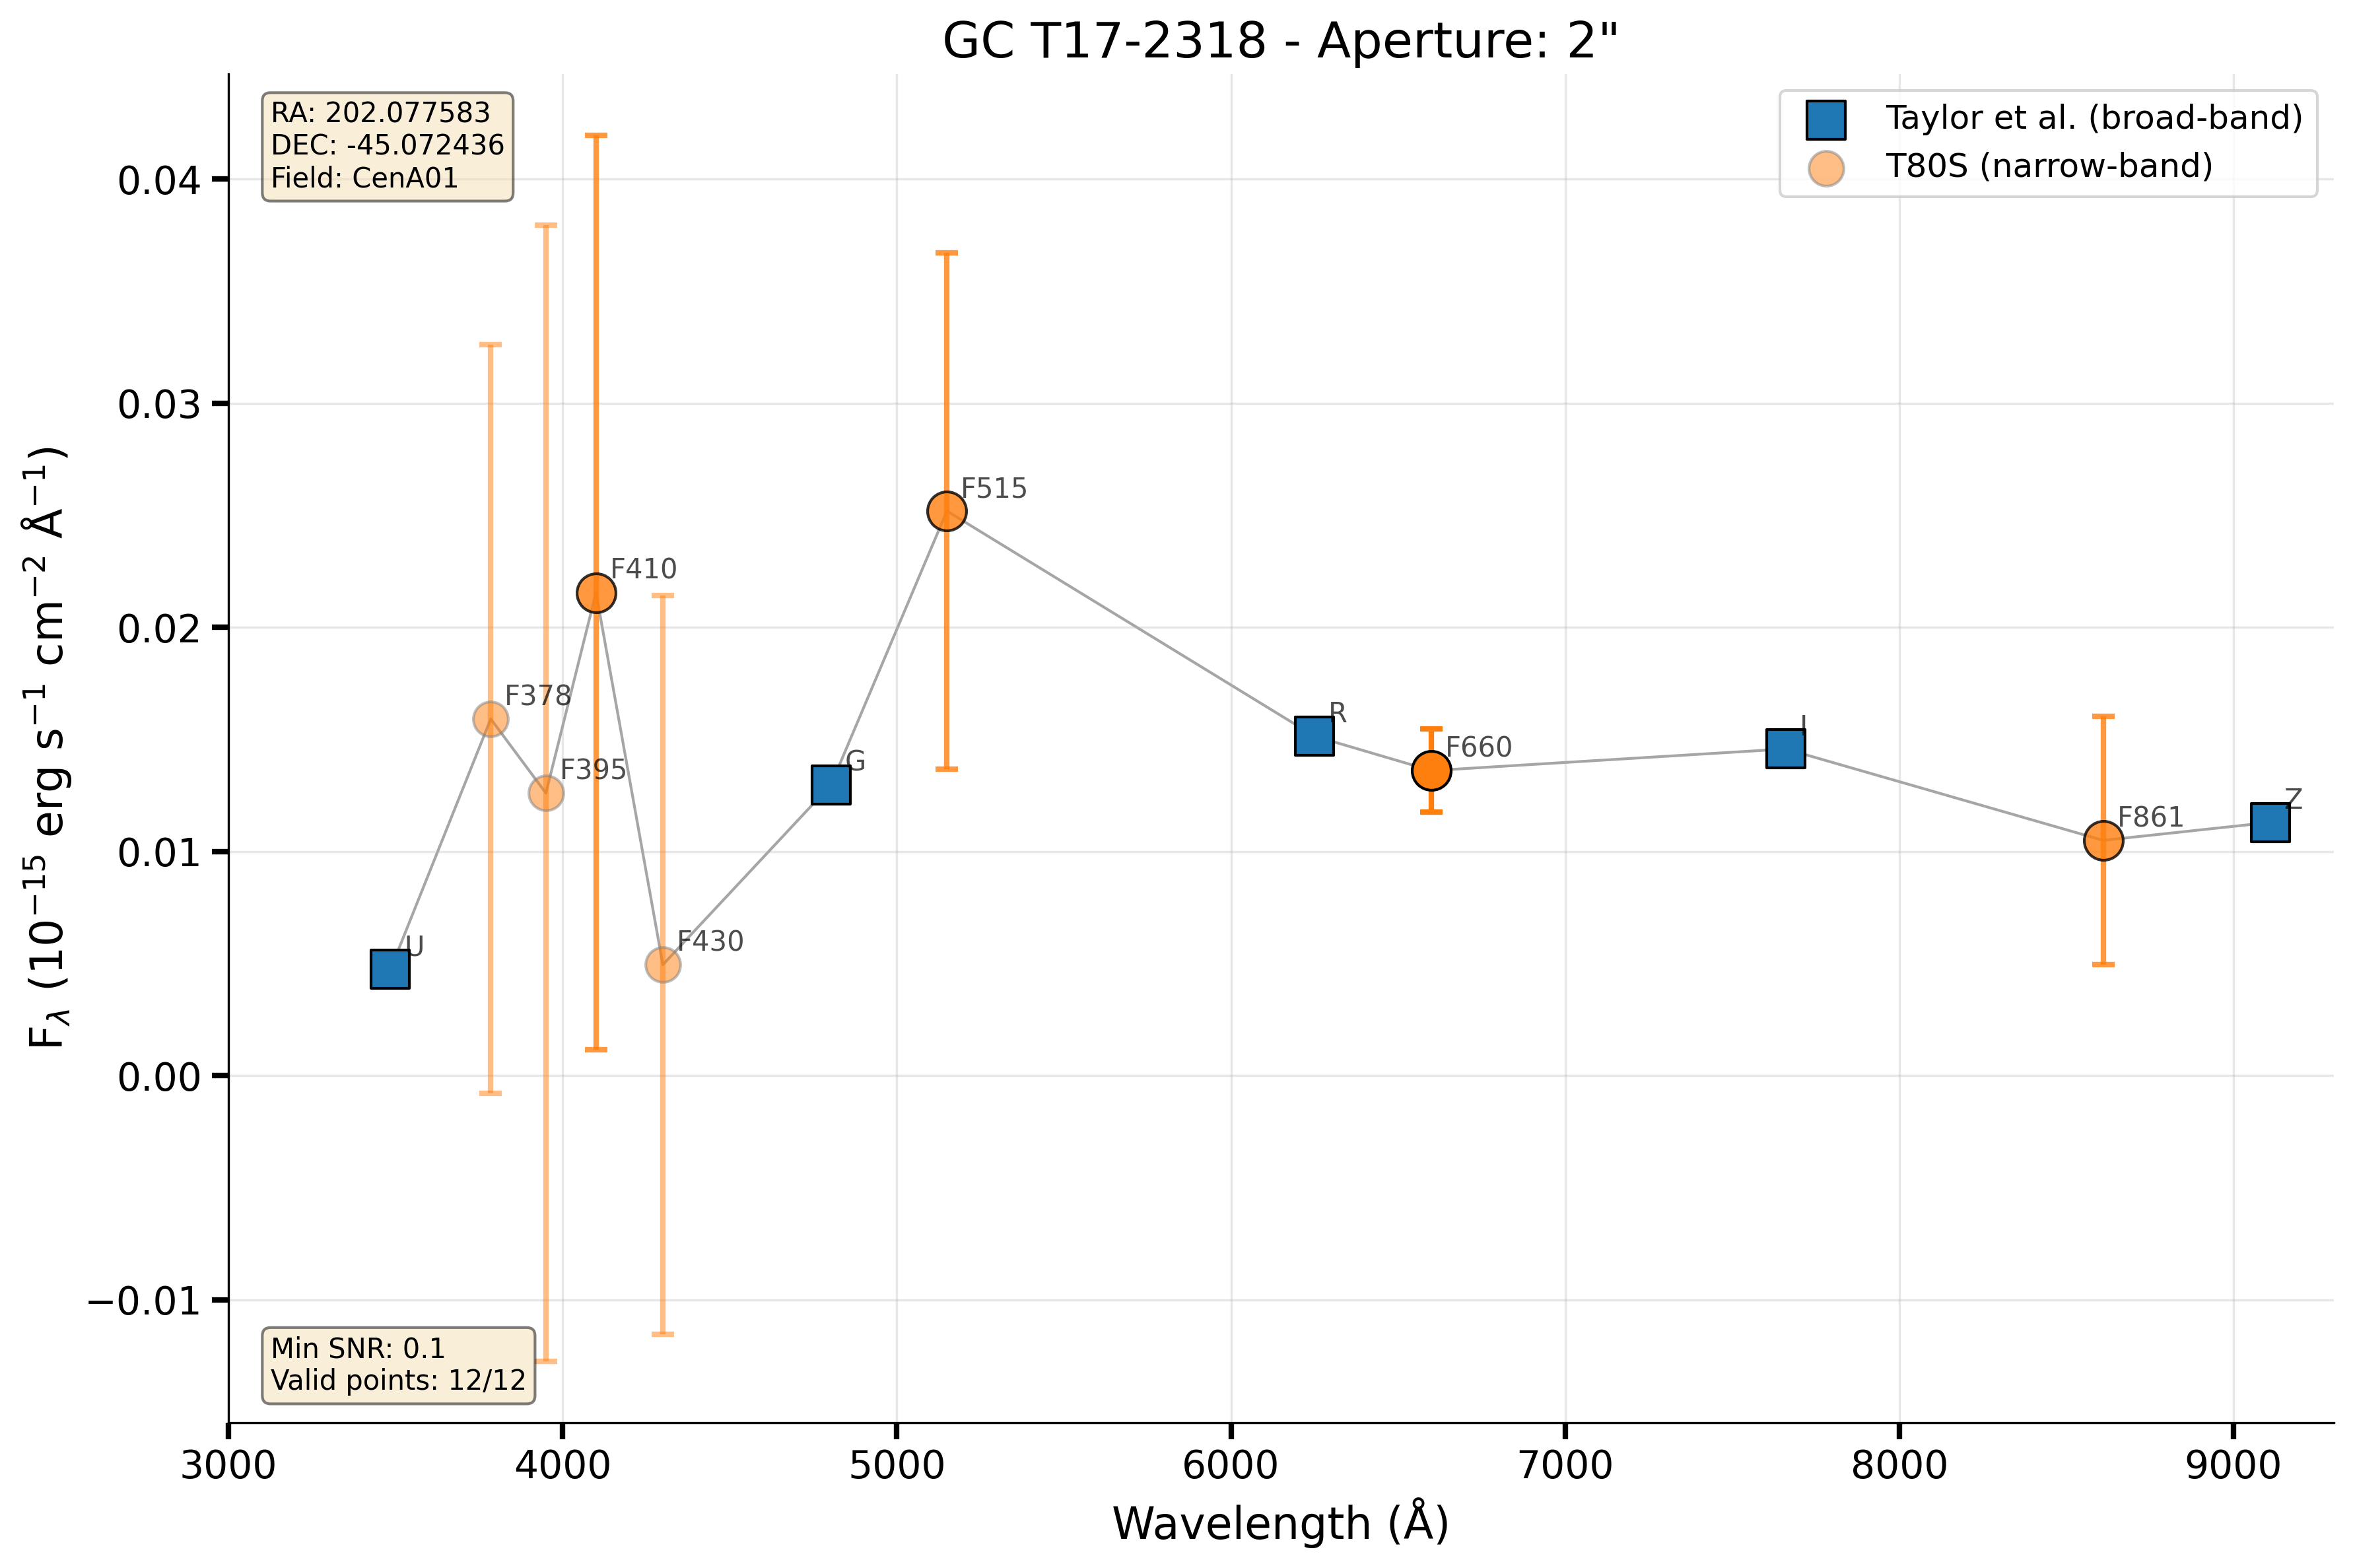 GC T17-2318 - Aperture: 2"
RA: 202.077583
DEC: -45.072436
Field: CenA01
Taylor et al. (broad-band)
T80S (narrow-band)
0.04
0.03
0.02
0.01
0.00
−0.01
F$_λ$ (10$^{−15}$ erg s$^{−1}$ cm$^{−2}$ Å$^{−1}$)
U
F378
F395
F410
F430
G
F515
R
F660
I
F861
Z
Min SNR: 0.1
Valid points: 12/12
3000 4000 5000 6000 7000 8000 9000
Wavelength (Å)